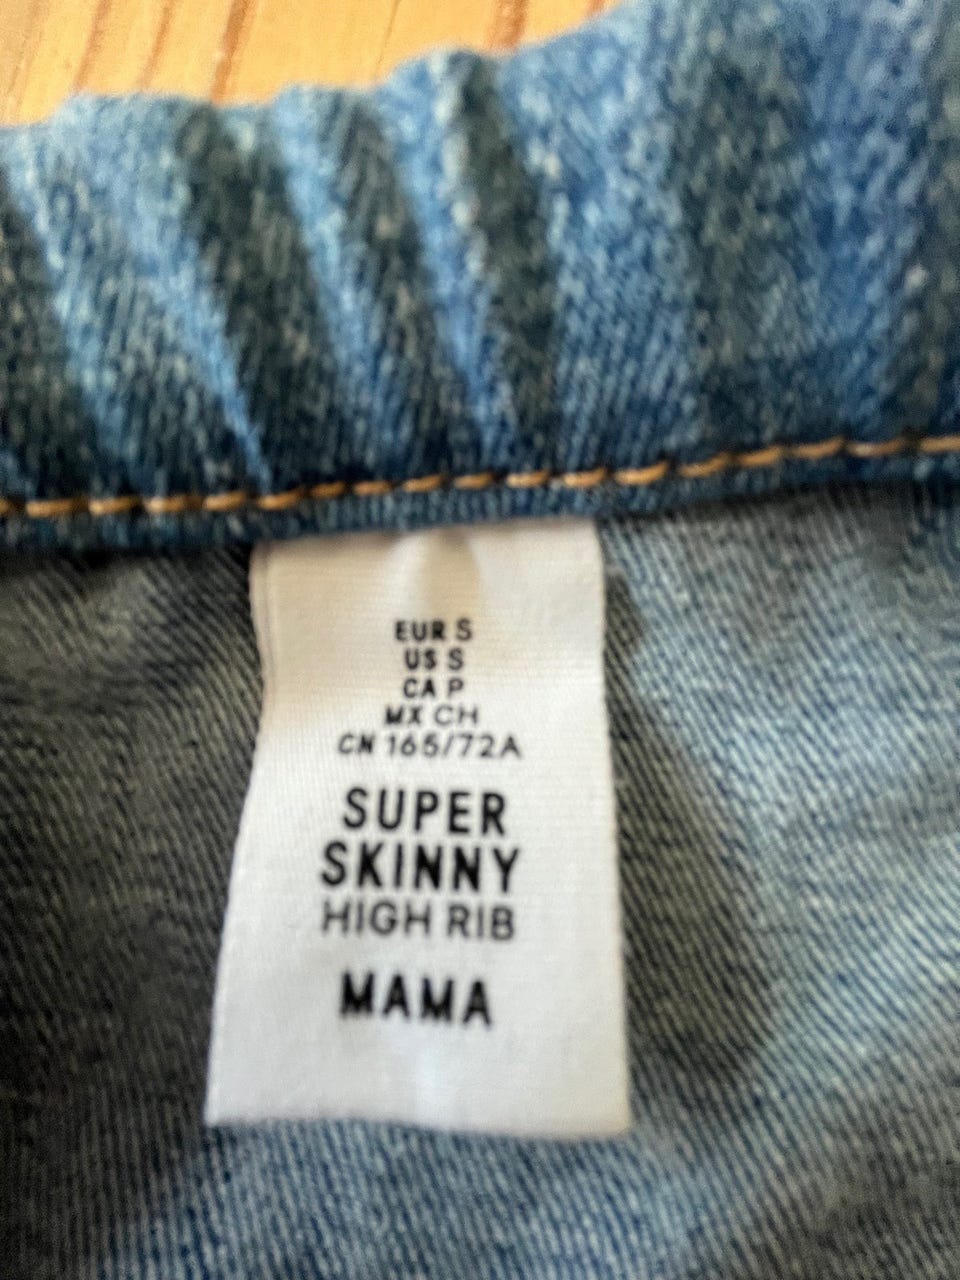 EUR S
US S
CA P
MX CH
CN 165/72A
SUPER
SKINNY
HIGH RIB
MAMA